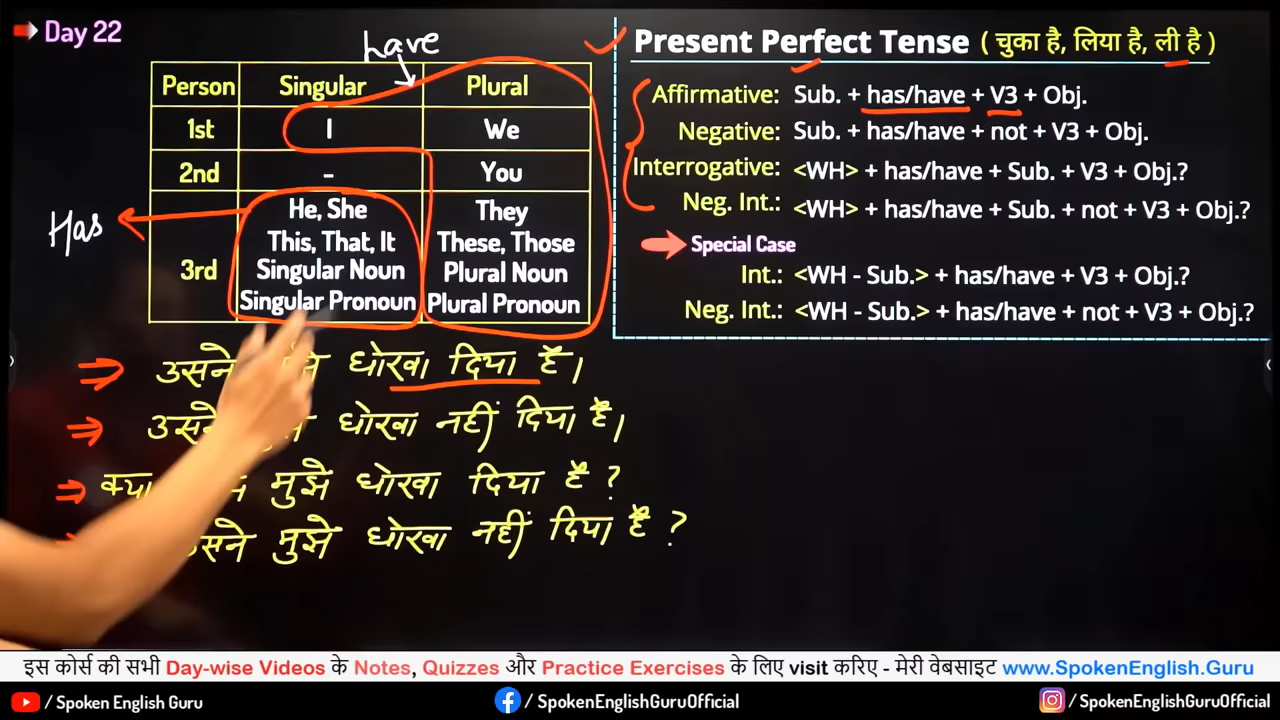 Day 22
have
Person Singular Plural
1st I We
2nd - You
3rd
He, She
This, That, It
Singular Noun
Singular Pronoun
They
These, Those
Plural Noun
Plural Pronoun
Has
Present Perfect Tense ( चुका है, लिया है, ली है )
Affirmative: Sub. + has/have + V3 + Obj.
Negative: Sub. + has/have + not + V3 + Obj.
Interrogative: <WH> + has/have + Sub. + V3 + Obj.?
Neg. Int.: <WH> + has/have + Sub. + not + V3 + Obj.?
Special Case
Int.: <WH - Sub.> + has/have + V3 + Obj.?
Neg. Int.: <WH - Sub.> + has/have + not + V3 + Obj.?
उसने धोखा दिया है।
धोखा नहीं दिया है।
क्या मुझे धोखा दिया है ?
मुझे धोखा नहीं दिया है ?
इस कोर्स की सभी Day-wise Videos के Notes, Quizzes और Practice Exercises के लिए visit करिए - मेरी वेबसाइट www.SpokenEnglish.Guru
/ Spoken English Guru
/ SpokenEnglishGuruOfficial
/ SpokenEnglishGuruOfficial